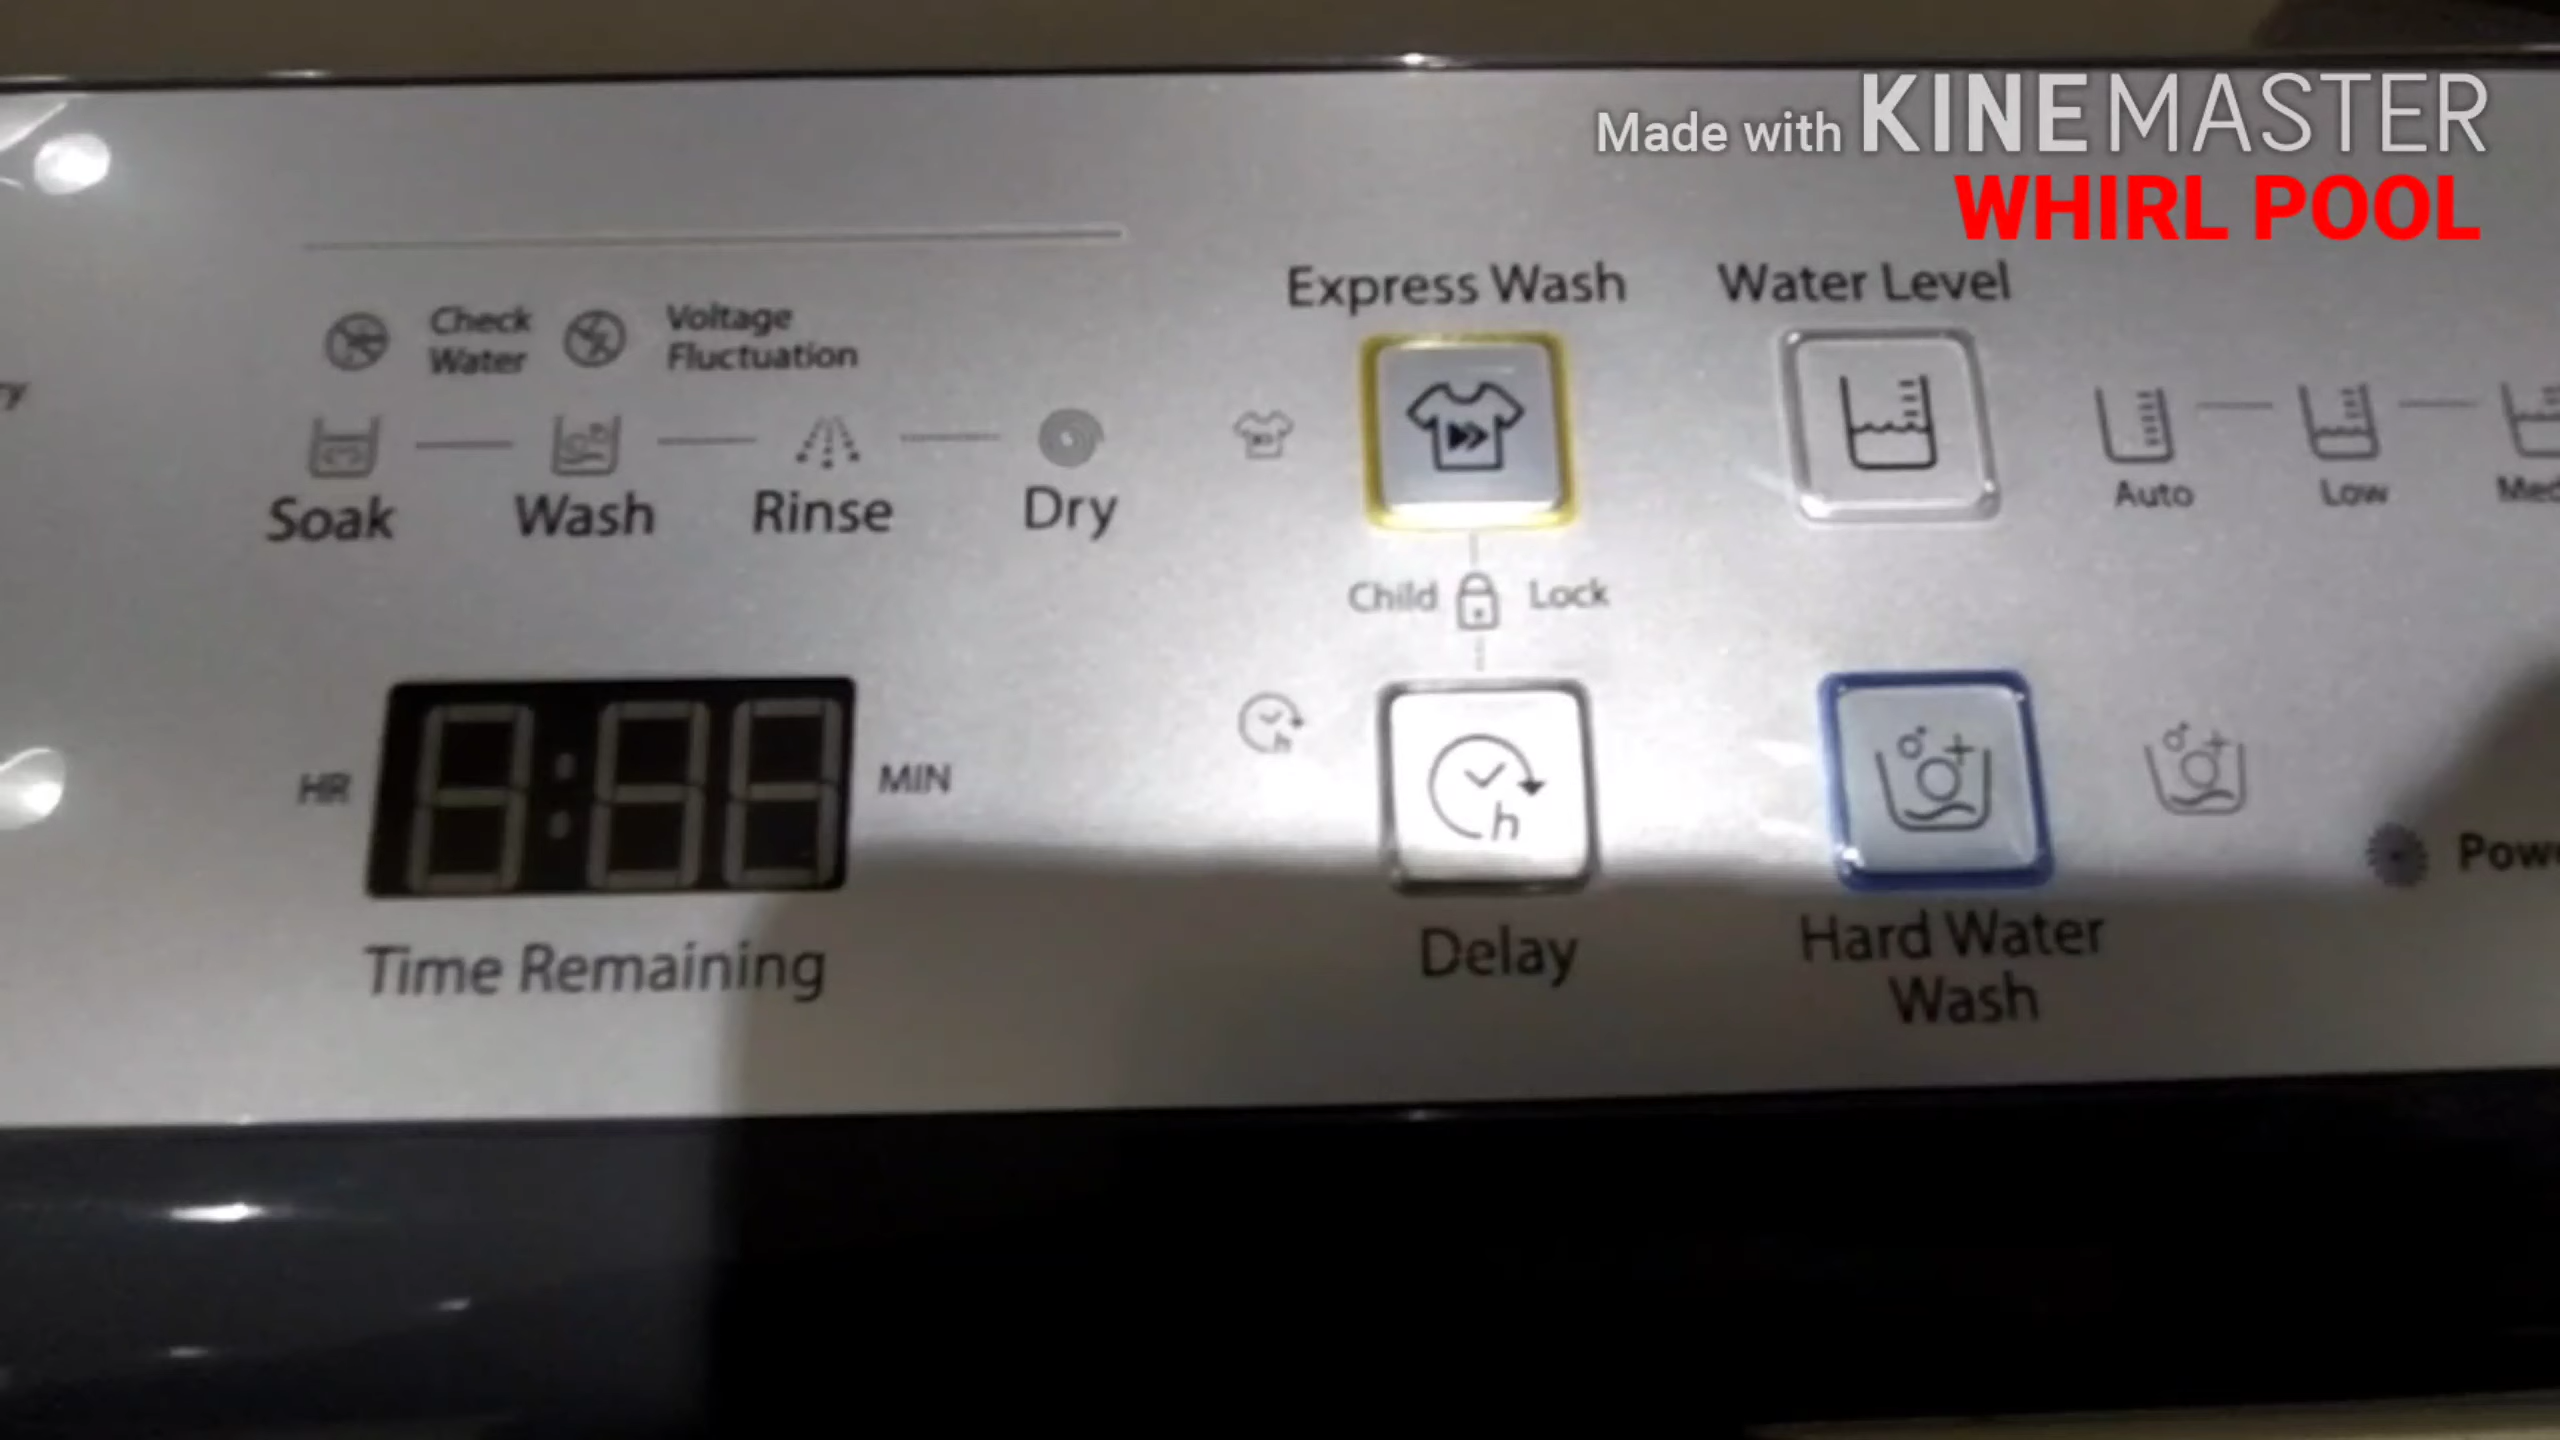 Made with KINEMASTER
WHIRL POOL
Express Wash
Water Level
Check
Water
Voltage
Fluctuation
Soak
Wash
Rinse
Dry
Auto
Low
Child Lock
HR
MIN
Time Remaining
h
h
Delay
Hard Water
Wash